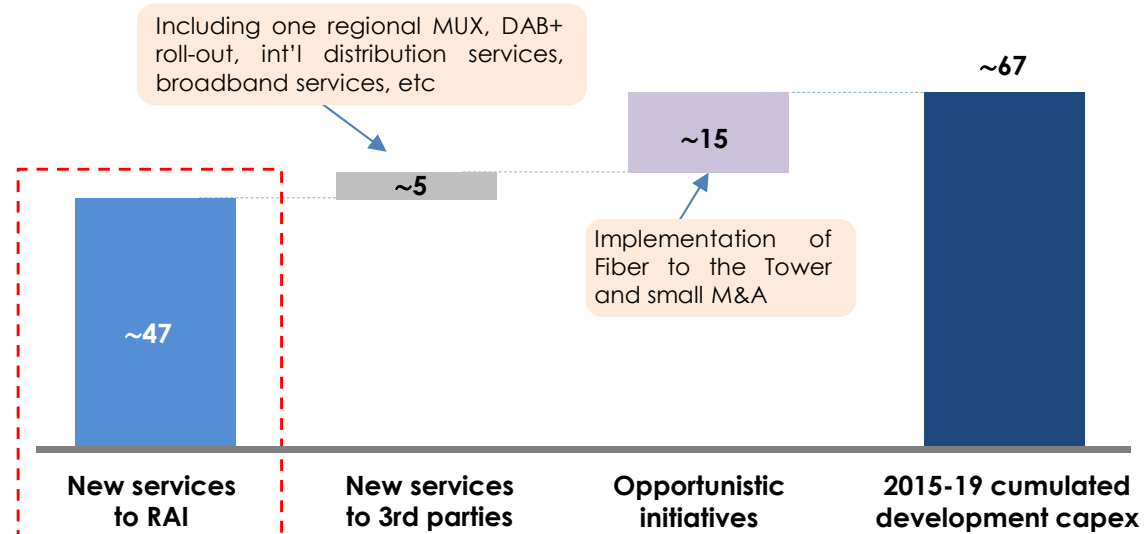 Including one regional MUX, DAB+
roll-out, int'l distribution services,
broadband services, etc
~67
~15
~5
Implementation of
Fiber to the Tower
and small M&A
~47
New services
to RAI
New services
to 3rd parties
Opportunistic
initiatives
2015-19 cumulated
development capex